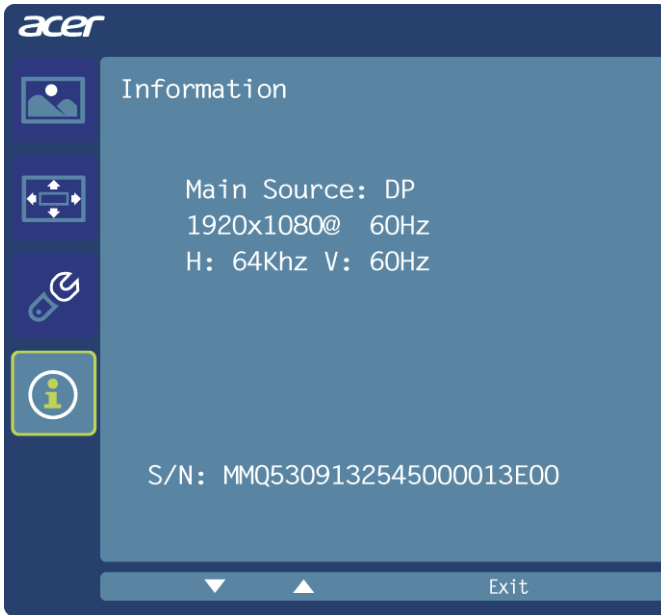 acer
Information
Main Source: DP
1920x1080@ 60Hz
H: 64Khz V: 60Hz
S/N: MMQ5309132545000013E00
Exit